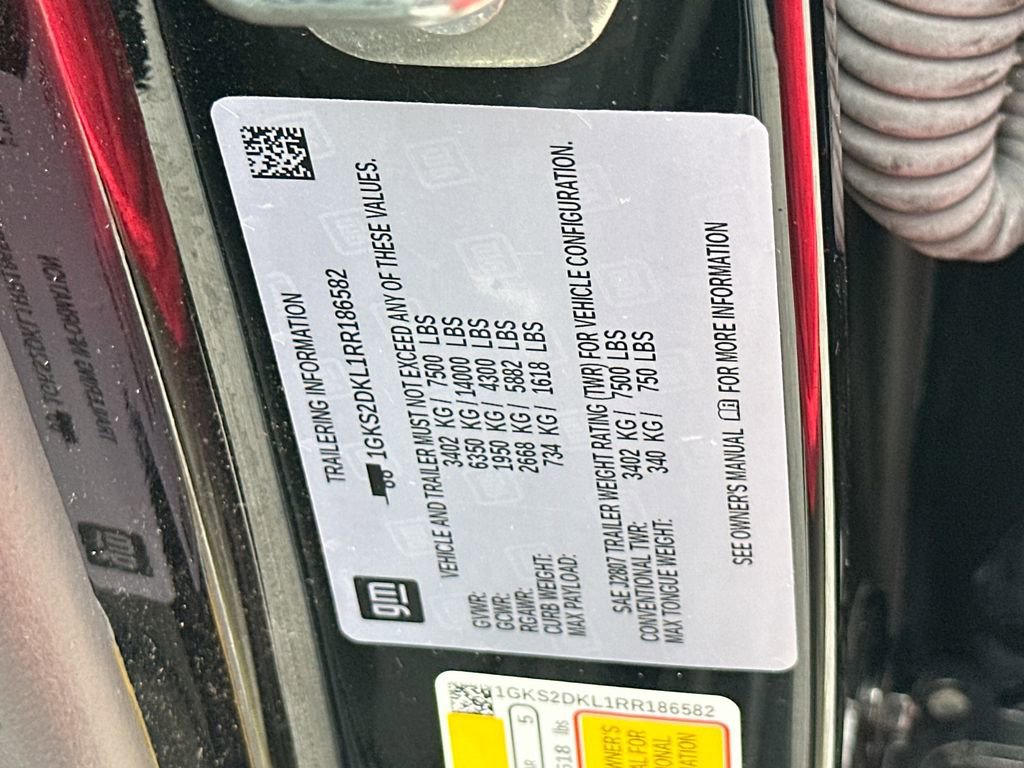 TRAILERING INFORMATION
1GKS2DKL1RR186582
gm
VEHICLE AND TRAILER MUST NOT EXCEED ANY OF THESE VALUES.
GVWR: 3402 KG / 7500 LBS
GCWR: 6350 KG / 14000 LBS
RGAWR: 1950 KG / 4300 LBS
CURB WEIGHT: 2668 KG / 5882 LBS
MAX PAYLOAD: 734 KG / 1618 LBS
SAE J2807 TRAILER WEIGHT RATING (TWR) FOR VEHICLE CONFIGURATION.
CONVENTIONAL TWR: 3402 KG / 7500 LBS
MAX TONGUE WEIGHT: 340 KG / 750 LBS
SEE OWNER'S MANUAL FOR MORE INFORMATION
1GKS2DKL1RR186582
5
lbs